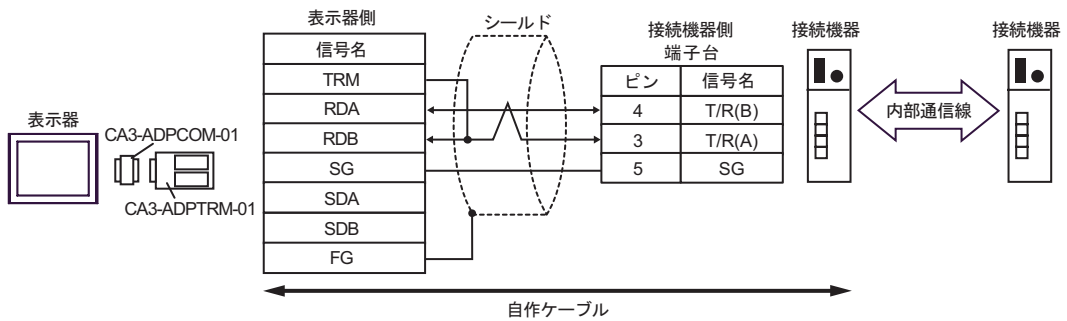 表示器
CA3-ADPCOM-01
CA3-ADPTRM-01
表示器側
信号名
TRM
RDA
RDB
SG
SDA
SDB
FG
シールド
接続機器側
端子台
ピン 信号名
4 T/R(B)
3 T/R(A)
5 SG
接続機器
内部通信線
接続機器
自作ケーブル